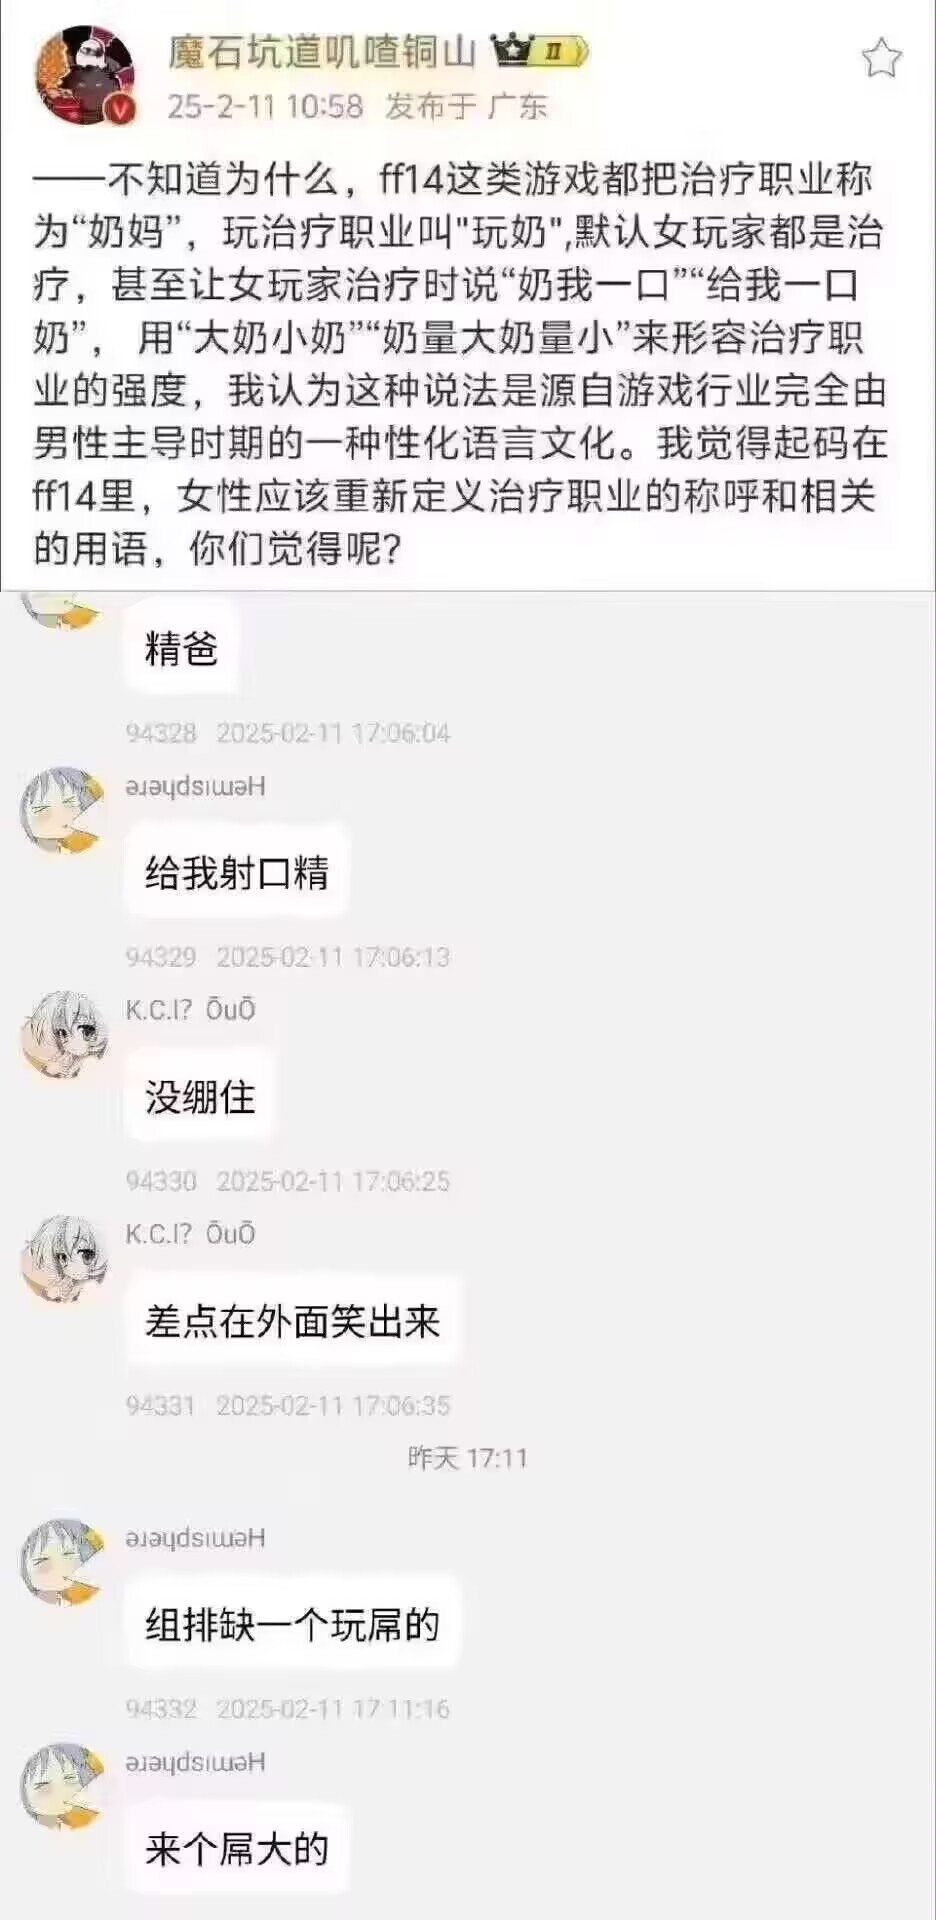 魔石坑道叽喳铜山 II
25-2-11 10:58 发布于 广东
——不知道为什么，ff14这类游戏都把治疗职业称
为“奶妈”，玩治疗职业叫"玩奶",默认女玩家都是治
疗，甚至让女玩家治疗时说“奶我一口”“给我一口
奶”， 用“大奶小奶”“奶量大奶量小”来形容治疗职
业的强度，我认为这种说法是源自游戏行业完全由
男性主导时期的一种性化语言文化。我觉得起码在
ff14里，女性应该重新定义治疗职业的称呼和相关
的用语，你们觉得呢？
精爸
94328 2025-02-11 17:06:04
ǝɹǝɥdsᴉɯǝH
给我射口精
94329 2025-02-11 17:06:13
K.C.I? ŌuŌ
没绷住
94330 2025-02-11 17:06:25
K.C.I? ŌuŌ
差点在外面笑出来
94331 2025-02-11 17:06:35
昨天 17:11
ǝɹǝɥdsᴉɯǝH
组排缺一个玩屌的
94332 2025-02-11 17:11:16
ǝɹǝɥdsᴉɯǝH
来个屌大的